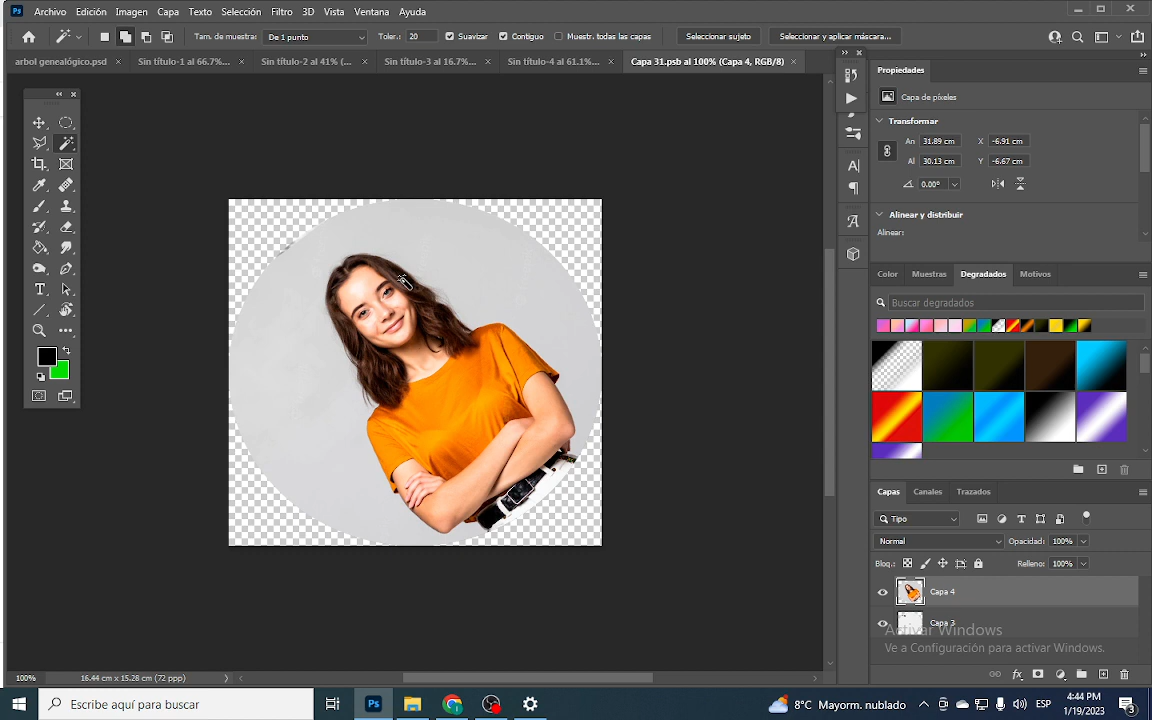 Ps Archivo Edición Imagen Capa Texto Selección Filtro 3D Vista Ventana Ayuda
Tam. de muestra: De 1 punto Toler.: 20 Suavizar Contiguo Muestr. todas las capas Seleccionar sujeto Seleccionar y aplicar máscara...
arbol genealógico.psd × Sin título-1 al 66.7%... × Sin título-2 al 41% (... × Sin título-3 al 16.7%... × Sin título-4 al 61.1%... × Capa 31.psb al 100% (Capa 4, RGB/8) ×
Propiedades
Capa de píxeles
Transformar
An 31.89 cm X -6.91 cm
Al 30.13 cm Y -6.67 cm
0.00°
Alinear y distribuir
Alinear:
Color Muestras Degradados Motivos
Buscar degradados
Capas Canales Trazados
Tipo
Normal Opacidad: 100%
Bloq.: Relleno: 100%
Capa 4
Capa 3
Activar Windows
Ve a Configuración para activar Windows.
100% 16.44 cm x 15.28 cm (72 ppp)
Escribe aquí para buscar
Ps
8°C Mayorm. nublado ESP
4:44 PM
1/19/2023
3